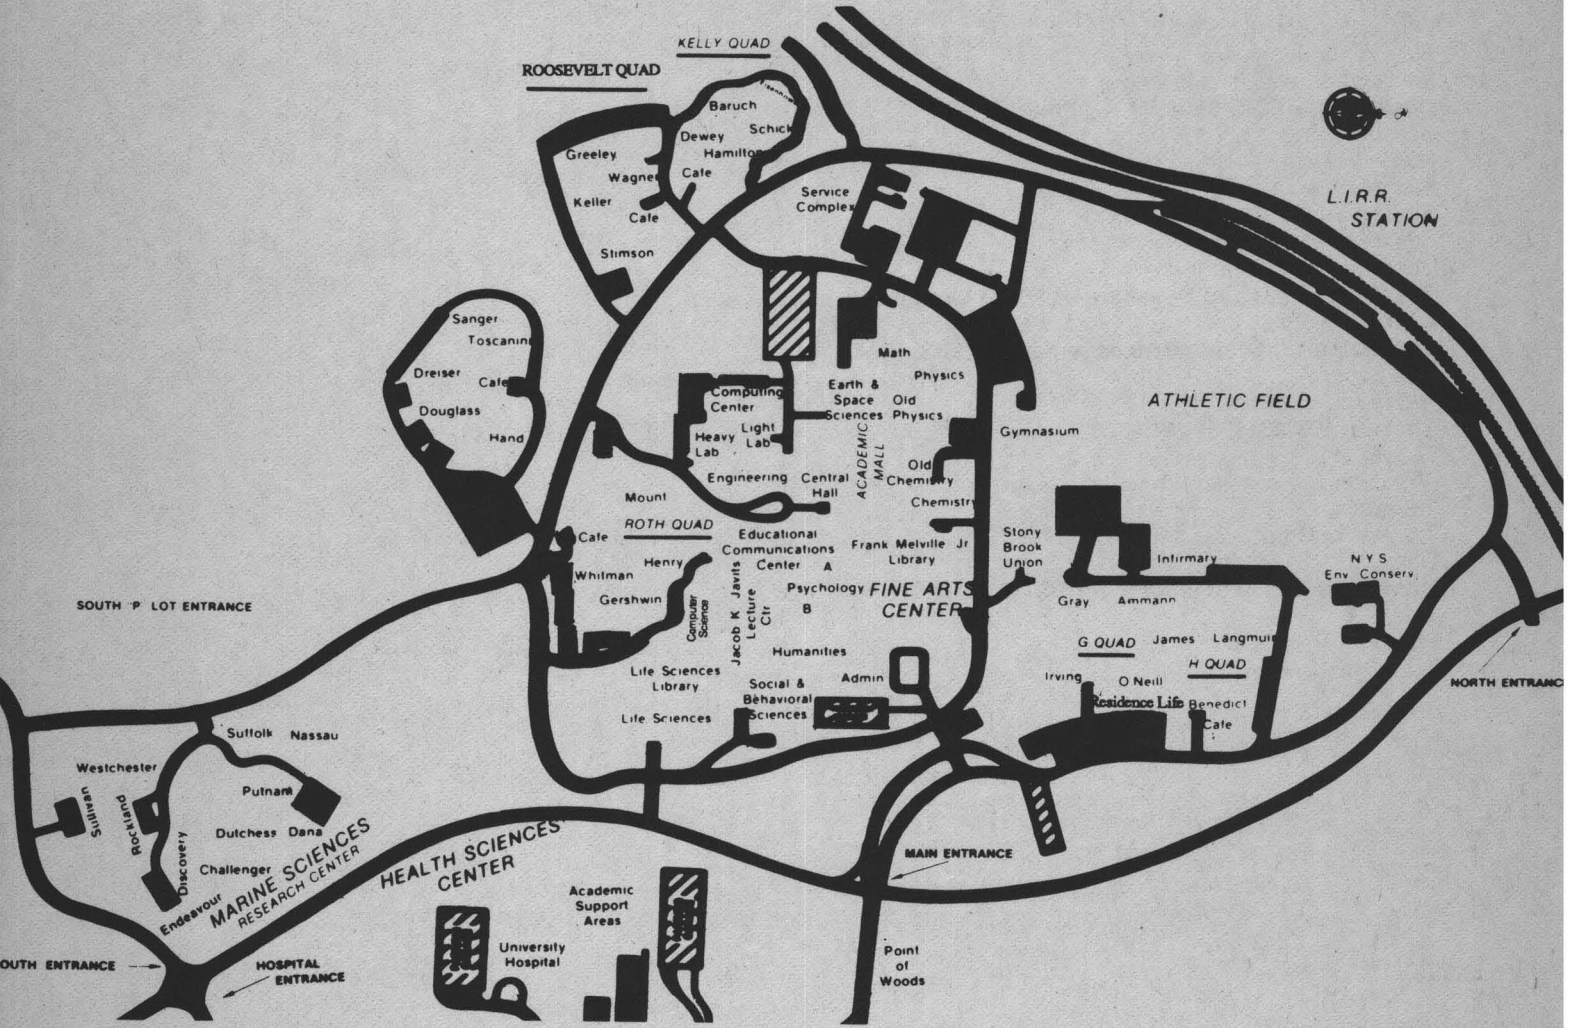 KELLY QUAD
ROOSEVELT QUAD
Baruch
Schick
Dewey
Hamilton
Greeley
Wagner
Cafe
Keller
Cafe
Stimson
Service
Complex
L.I.R.R.
STATION
Sanger
Toscanini
Dreiser
Cafe
Douglass
Hand
Math
Physics
Earth &
Space
Sciences
Old
Physics
Computing
Center
Light
Lab
Heavy
Lab
ACADEMIC
MALL
ATHLETIC FIELD
Gymnasium
Old
Chemistry
Engineering
Central
Hall
Chemistry
Mount
ROTH QUAD
Cafe
Henry
Whitman
Gershwin
Computer
Science
Educational
Communications
Center
A
Frank Melville Jr
Library
Jacob K Javits
Lecture
Ctr
Psychology
B
FINE ARTS
CENTER
Stony
Brook
Union
Infirmary
NYS
Env Conserv
Gray
Ammann
G QUAD
James
Langmuir
H QUAD
Irving
O Neill
Residence Life
Benedict
Cafe
SOUTH P LOT ENTRANCE
Humanities
Life Sciences
Library
Admin
Social &
Behavioral
Sciences
Life Sciences
NORTH ENTRANC
Suffolk
Nassau
Westchester
Sullivan
Rockland
Putnam
Dutchess
Dana
Discovery
Challenger
Endeavour
MARINE SCIENCES
RESEARCH CENTER
HEALTH SCIENCES
CENTER
MAIN ENTRANCE
Academic
Support
Areas
University
Hospital
Point
of
Woods
OUTH ENTRANCE
HOSPITAL
ENTRANCE